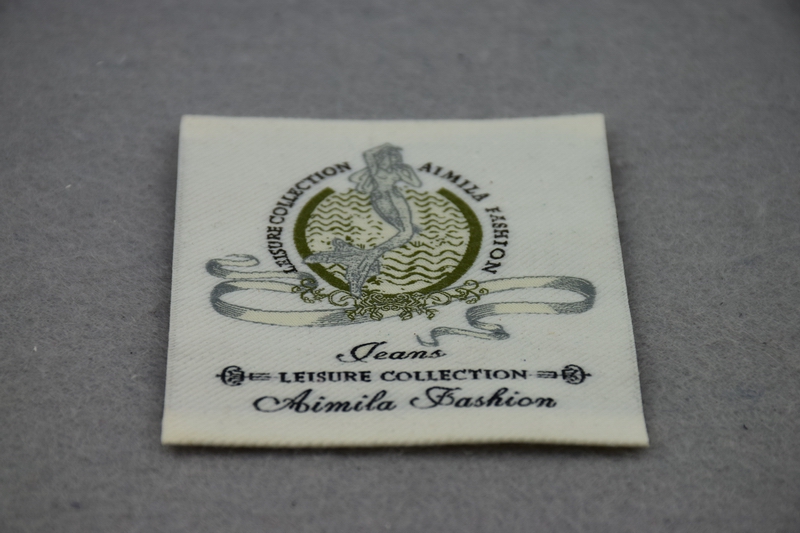 LEISURE COLLECTION AIMILA FASHION
Jeans
LEISURE COLLECTION
Aimila Fashion